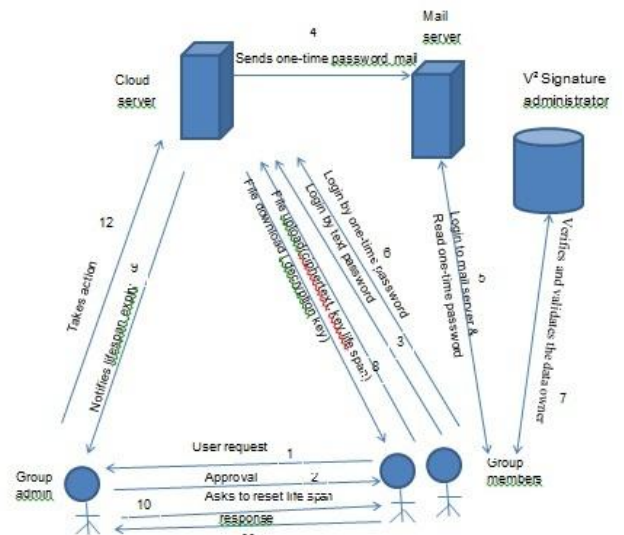 4
Mail
server
Sends one-time password mail
Cloud
server
V² Signature
administrator
12
Takes action
Notifies lifespan
File download (decryption key)
File upload(ciphertext, key, life span)
8
Login by text password
3
Login by one-time password
6
Login to mail server &
Read one-time password
5
Verifies and validates the data owner
7
User request
1
Approval
2
Group
admin
Group
members
10
Asks to reset life span
response